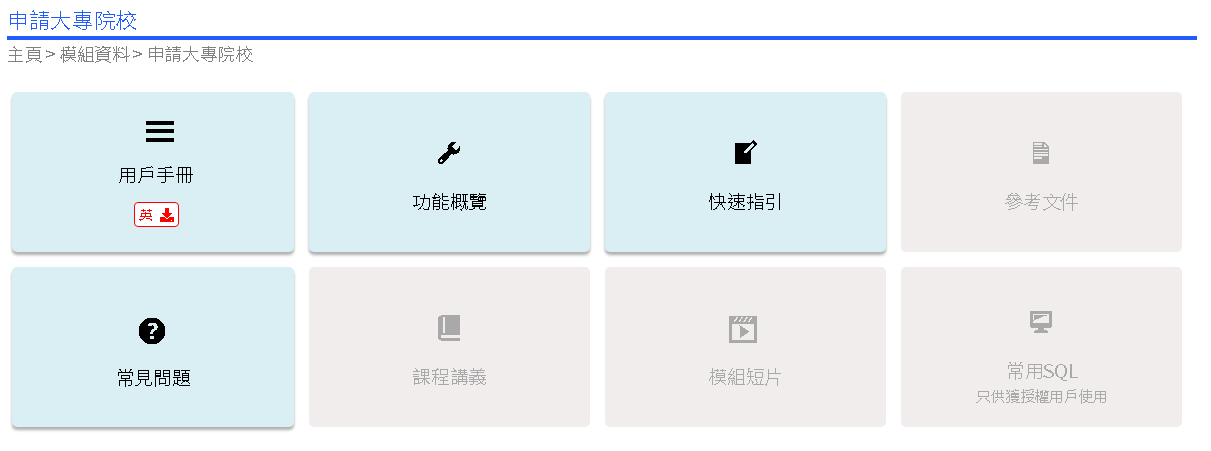 申請大專院校
主頁 > 模組資料 > 申請大專院校
用戶手冊
英
功能概覽
快速指引
參考文件
常見問題
課程講義
模組短片
常用SQL
只供獲授權用戶使用